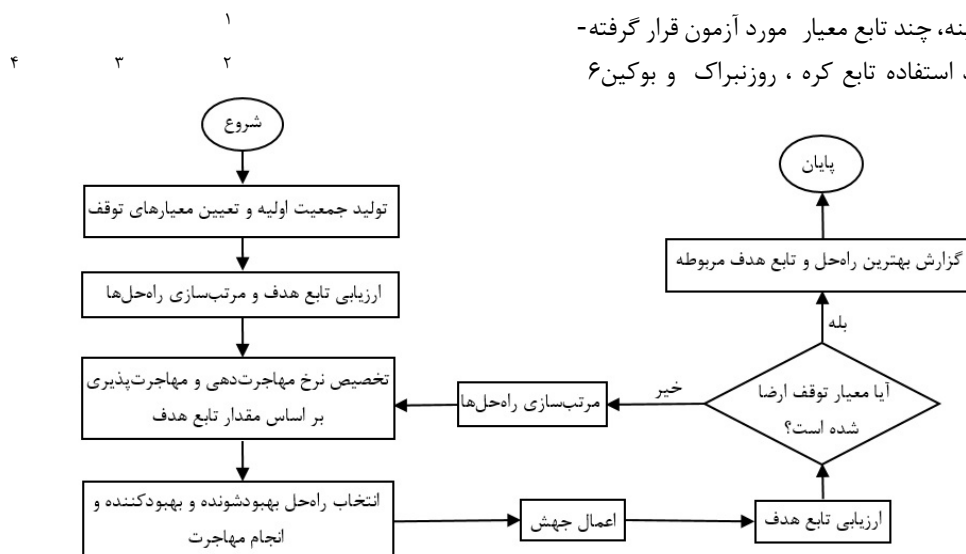 ۱
ینه، چند تابع معیار مورد آزمون قرار گرفته-
۲ ۳ ۴
د استفاده تابع کره ، روزنبراک و بوکین۶
شروع
تولید جمعیت اولیه و تعیین معیارهای توقف
ارزیابی تابع هدف و مرتب‌سازی راه‌حل‌ها
تخصیص نرخ مهاجرت‌دهی و مهاجرت‌پذیری
بر اساس مقدار تابع هدف
انتخاب راه‌حل بهبودشونده و بهبودکننده و
انجام مهاجرت
اعمال جهش
ارزیابی تابع هدف
آیا معیار توقف ارضا
شده است؟
خیر
مرتب‌سازی راه‌حل‌ها
بله
گزارش بهترین راه‌حل و تابع هدف مربوطه
پایان